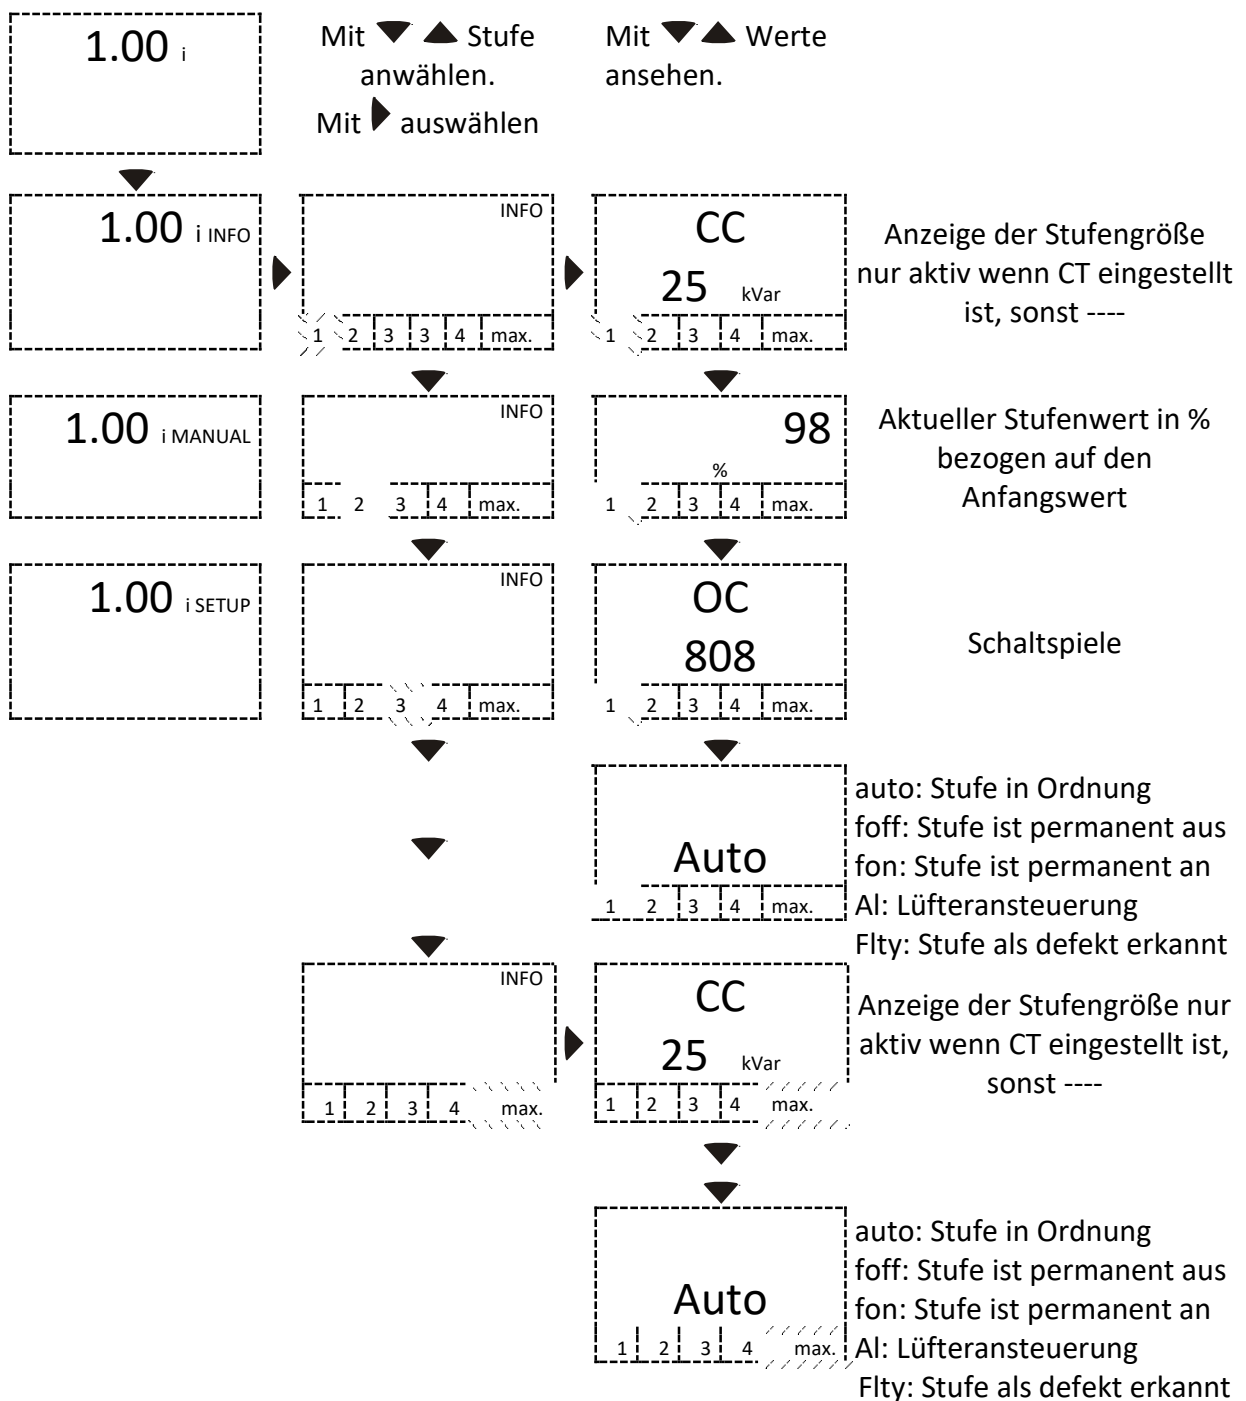 1.00 i
Mit Stufe
anwählen.
Mit auswählen
Mit Werte
ansehen.
1.00 i INFO
INFO
1 2 3 3 4 max.
CC
25 kVar
1 2 3 4 max.
Anzeige der Stufengröße
nur aktiv wenn CT eingestellt
ist, sonst ----
1.00 i MANUAL
INFO
1 2 3 4 max.
98
%
1 2 3 4 max.
Aktueller Stufenwert in %
bezogen auf den
Anfangswert
1.00 i SETUP
INFO
1 2 3 4 max.
OC
808
1 2 3 4 max.
Schaltspiele
Auto
1 2 3 4 max.
auto: Stufe in Ordnung
foff: Stufe ist permanent aus
fon: Stufe ist permanent an
Al: Lüfteransteuerung
Flty: Stufe als defekt erkannt
INFO
1 2 3 4 max.
CC
25 kVar
1 2 3 4 max.
Anzeige der Stufengröße nur
aktiv wenn CT eingestellt ist,
sonst ----
Auto
1 2 3 4 max.
auto: Stufe in Ordnung
foff: Stufe ist permanent aus
fon: Stufe ist permanent an
Al: Lüfteransteuerung
Flty: Stufe als defekt erkannt